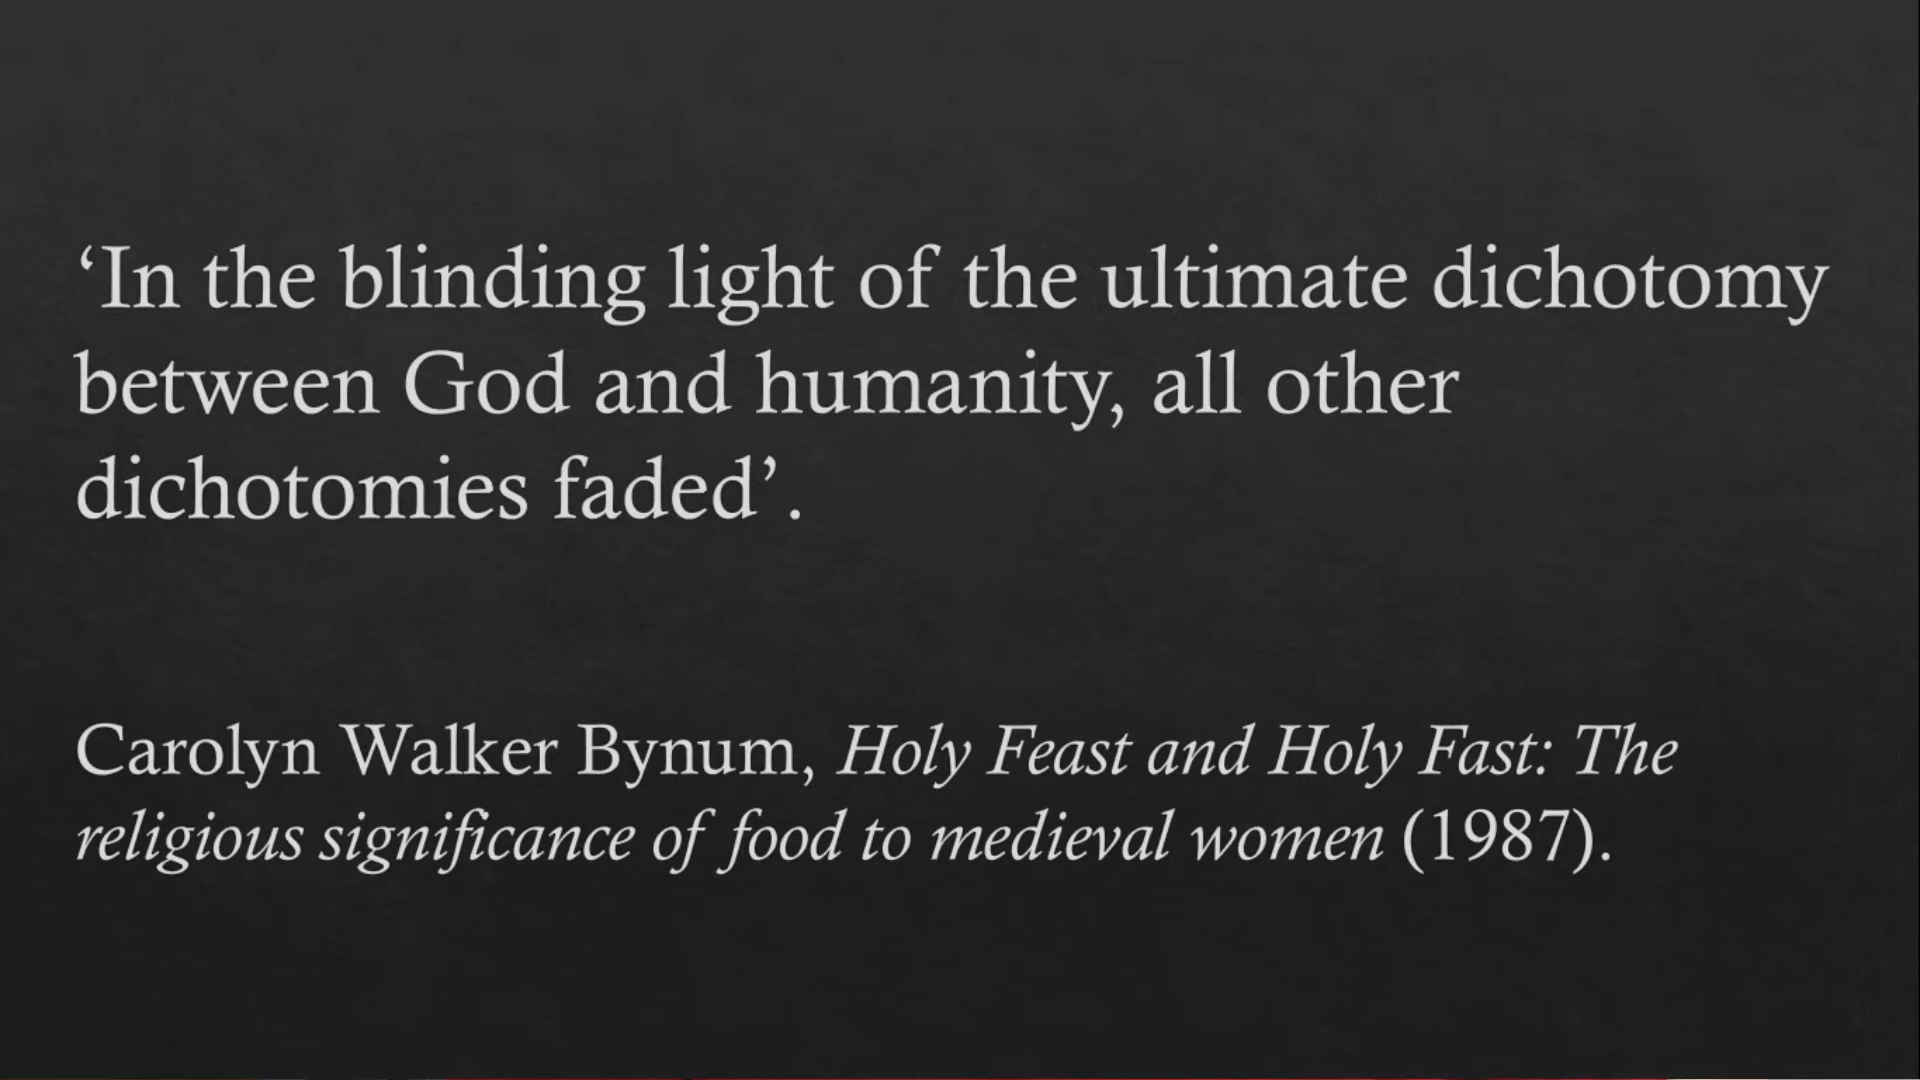 ‘In the blinding light of the ultimate dichotomy
between God and humanity, all other
dichotomies faded’.
Carolyn Walker Bynum, Holy Feast and Holy Fast: The
religious significance of food to medieval women (1987).